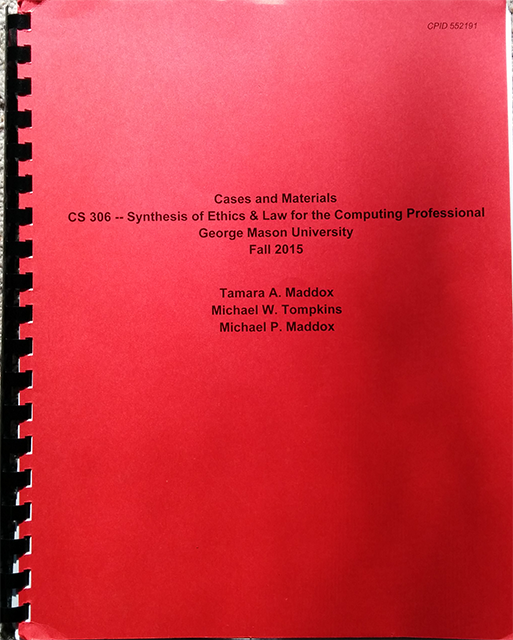 CPID 552191
Cases and Materials
CS 306 -- Synthesis of Ethics & Law for the Computing Professional
George Mason University
Fall 2015
Tamara A. Maddox
Michael W. Tompkins
Michael P. Maddox